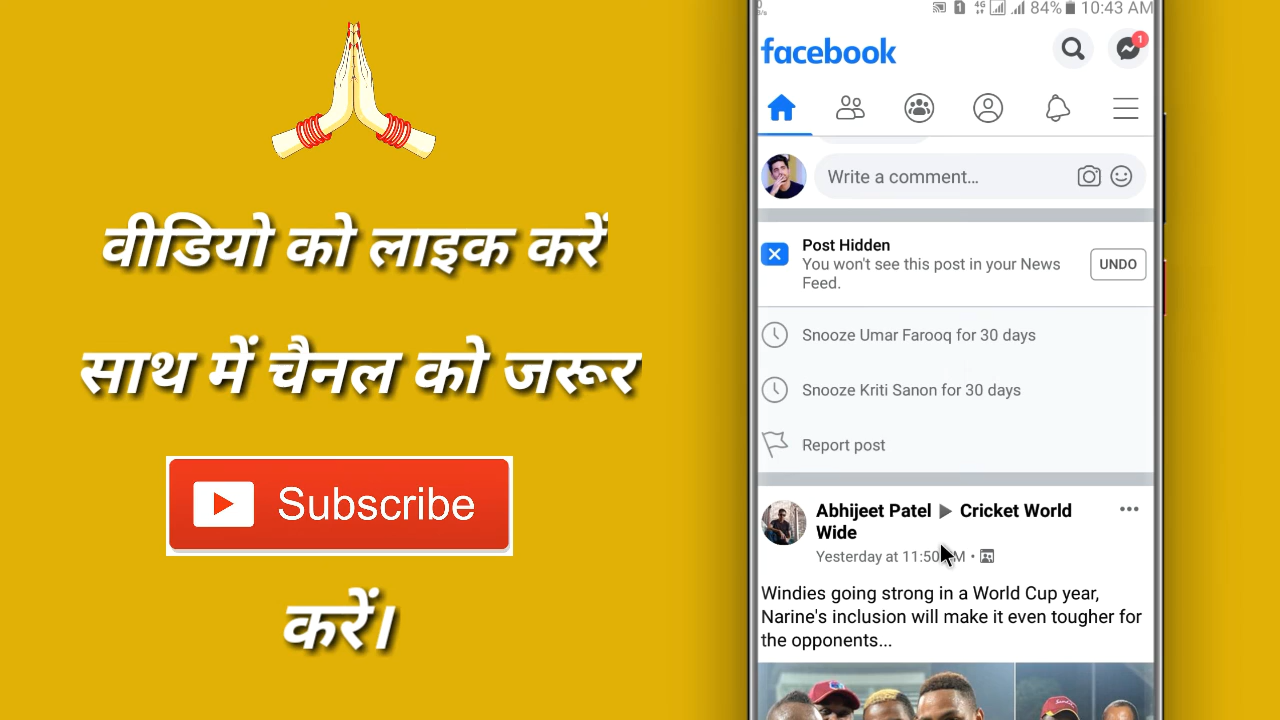 वीडियो को लाइक करें
साथ में चैनल को जरूर
Subscribe
करें।
84% 10:43 AM
facebook
1
Write a comment...
Post Hidden
You won't see this post in your News
Feed.
UNDO
Snooze Umar Farooq for 30 days
Snooze Kriti Sanon for 30 days
Report post
Abhijeet Patel ▶ Cricket World
Wide
Yesterday at 11:50
Windies going strong in a World Cup year,
Narine's inclusion will make it even tougher for
the opponents...